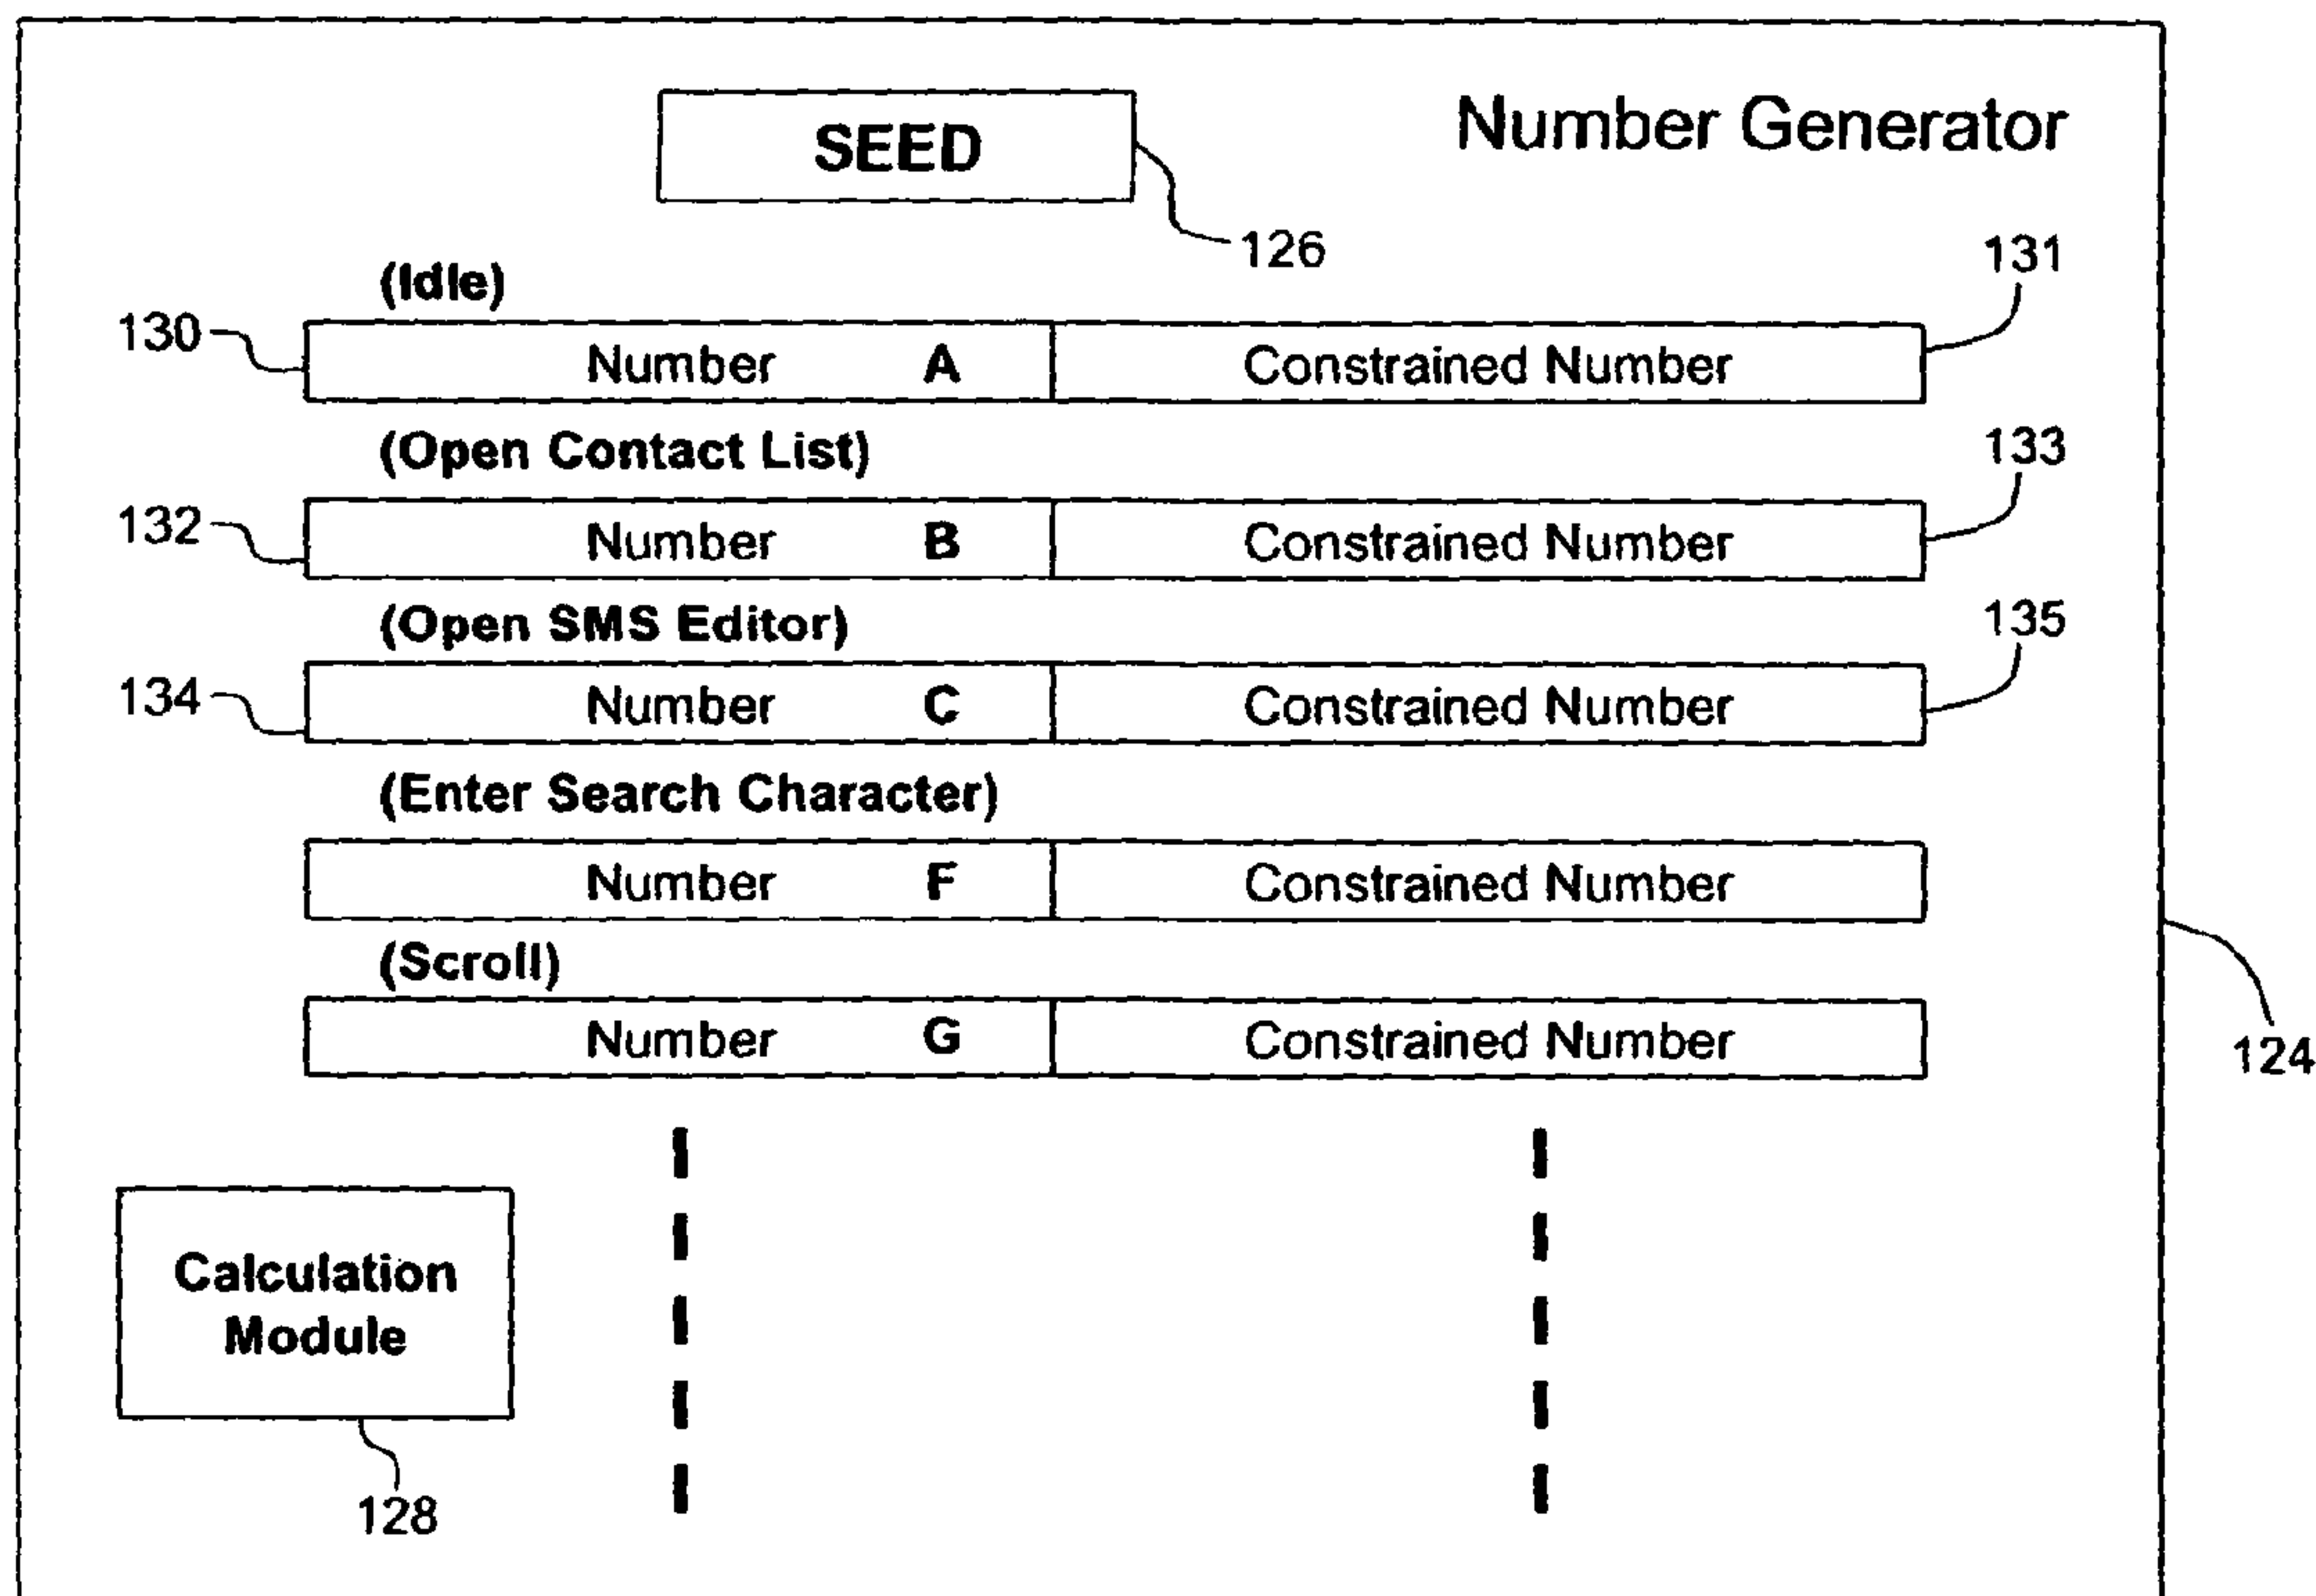 SEED
Number Generator
126
131
(Idle)
130
Number A Constrained Number
(Open Contact List)
133
132
Number B Constrained Number
(Open SMS Editor)
135
134
Number C Constrained Number
(Enter Search Character)
Number F Constrained Number
(Scroll)
Number G Constrained Number
124
Calculation
Module
128